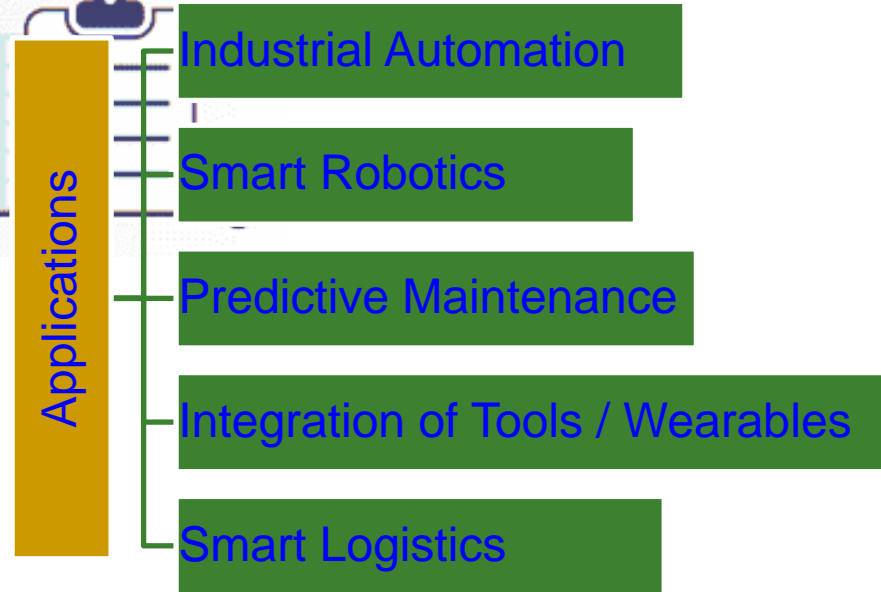 Applications
Industrial Automation
Smart Robotics
Predictive Maintenance
Integration of Tools / Wearables
Smart Logistics